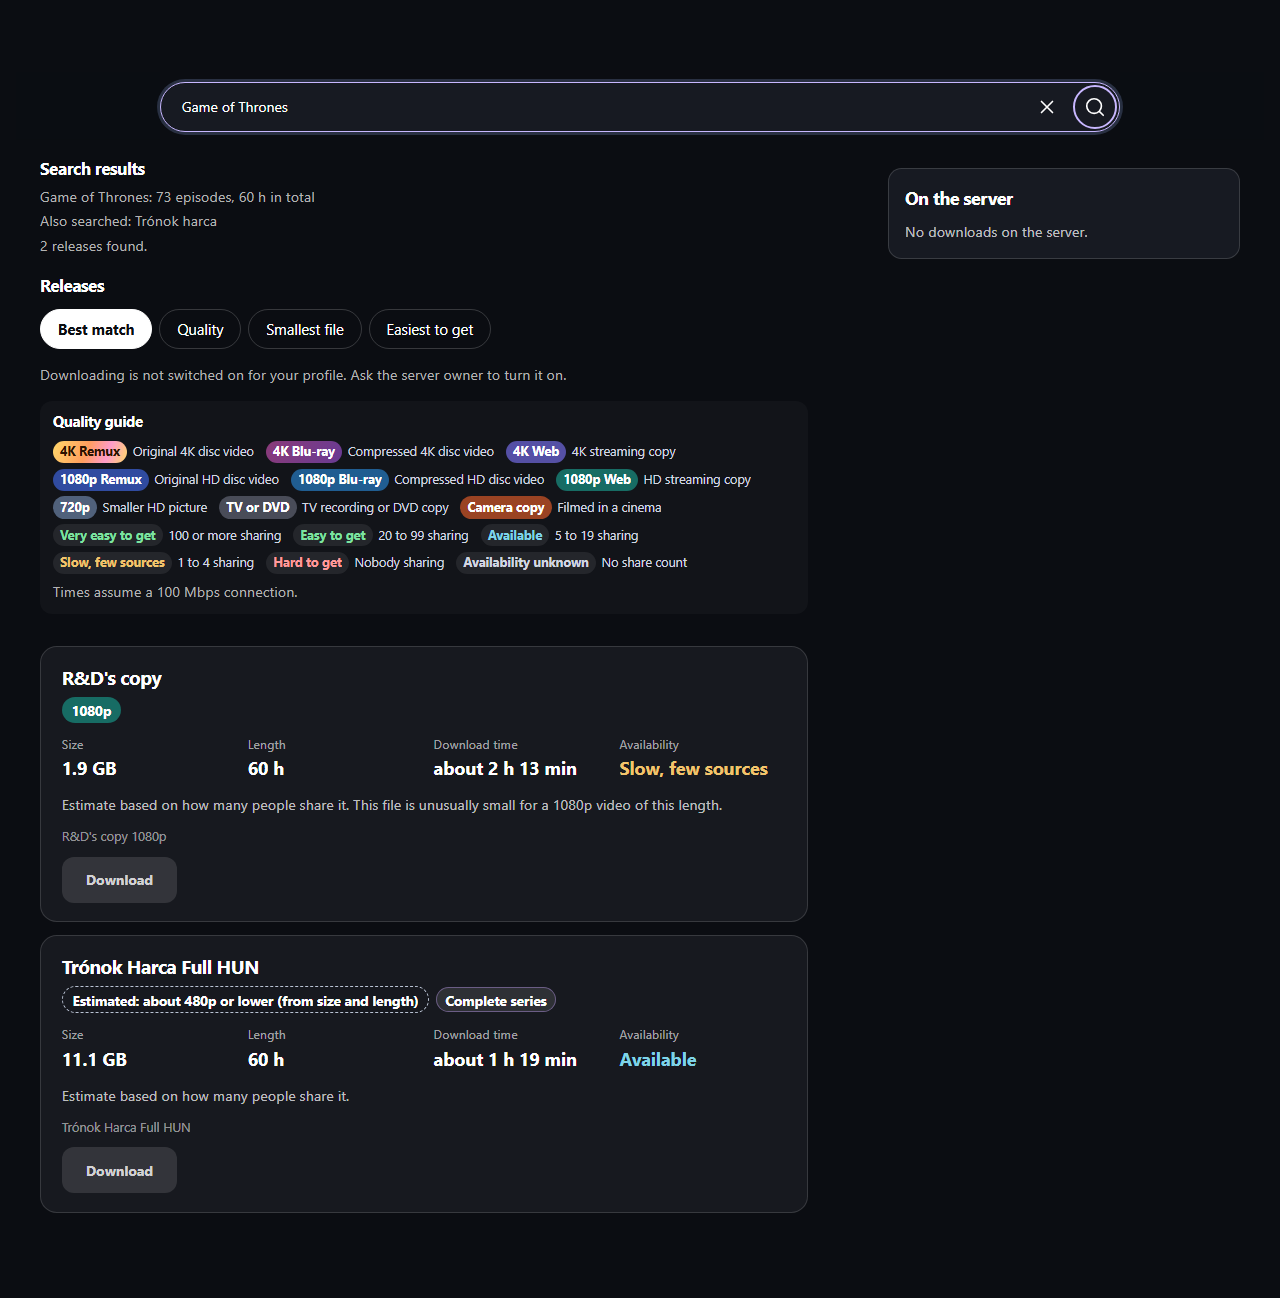 Game of Thrones
Search results
Game of Thrones: 73 episodes, 60 h in total
Also searched: Trónok harca
2 releases found.
On the server
No downloads on the server.
Releases
Best match Quality Smallest file Easiest to get
Downloading is not switched on for your profile. Ask the server owner to turn it on.
Quality guide
4K Remux Original 4K disc video 4K Blu-ray Compressed 4K disc video 4K Web 4K streaming copy
1080p Remux Original HD disc video 1080p Blu-ray Compressed HD disc video 1080p Web HD streaming copy
720p Smaller HD picture TV or DVD TV recording or DVD copy Camera copy Filmed in a cinema
Very easy to get 100 or more sharing Easy to get 20 to 99 sharing Available 5 to 19 sharing
Slow, few sources 1 to 4 sharing Hard to get Nobody sharing Availability unknown No share count
Times assume a 100 Mbps connection.
R&D's copy
1080p
Size Length Download time Availability
1.9 GB 60 h about 2 h 13 min Slow, few sources
Estimate based on how many people share it. This file is unusually small for a 1080p video of this length.
R&D's copy 1080p
Download
Trónok Harca Full HUN
Estimated: about 480p or lower (from size and length) Complete series
Size Length Download time Availability
11.1 GB 60 h about 1 h 19 min Available
Estimate based on how many people share it.
Trónok Harca Full HUN
Download